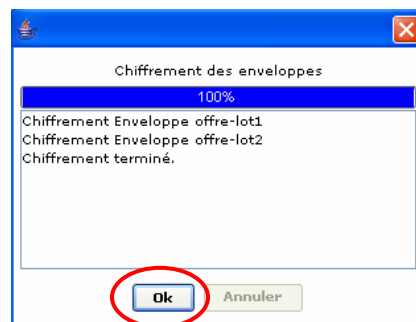 Chiffrement des enveloppes
100%
Chiffrement Enveloppe offre-lot1
Chiffrement Enveloppe offre-lot2
Chiffrement terminé.
Ok Annuler